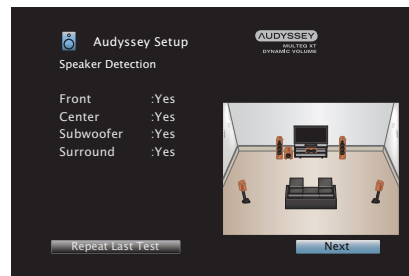 Audyssey Setup
AUDYSSEY
MULTEQ XT
DYNAMIC VOLUME
Speaker Detection
Front :Yes
Center :Yes
Subwoofer :Yes
Surround :Yes
Repeat Last Test
Next